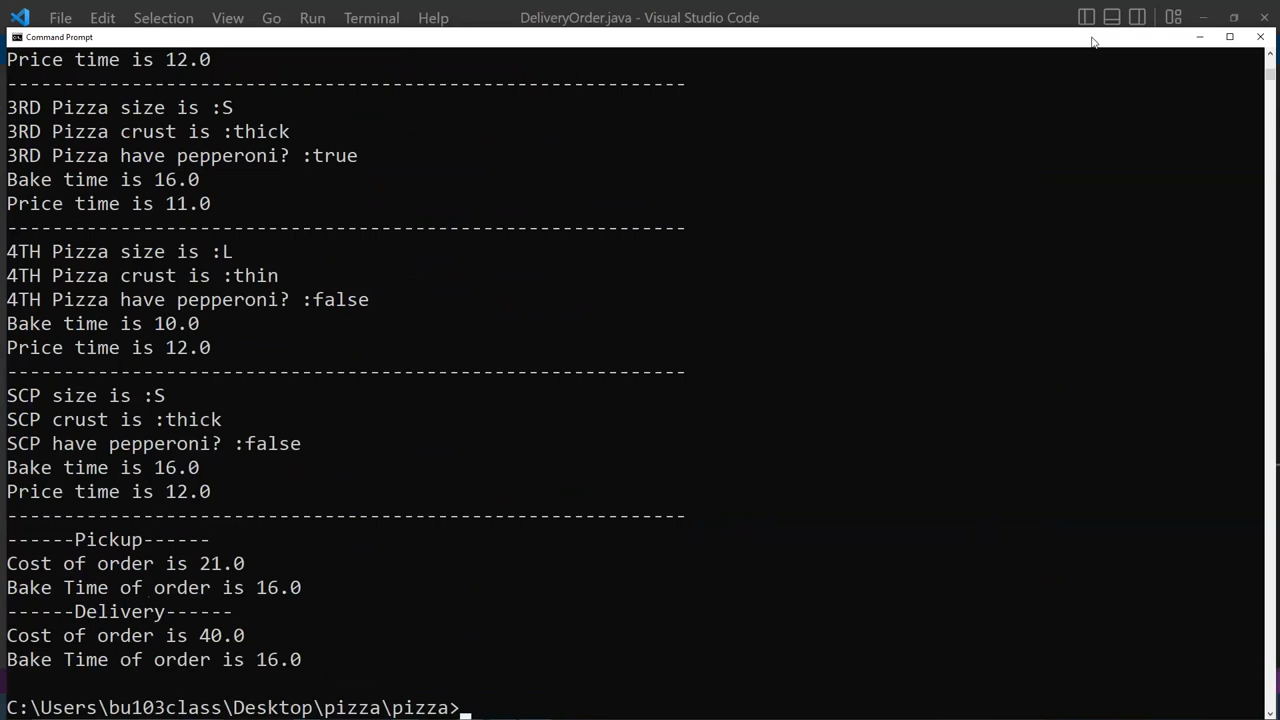 File Edit Selection View Go Run Terminal Help DeliveryOrder.java - Visual Studio Code
Command Prompt
Price time is 12.0
------------------------------------------------------------
3RD Pizza size is :S
3RD Pizza crust is :thick
3RD Pizza have pepperoni? :true
Bake time is 16.0
Price time is 11.0
------------------------------------------------------------
4TH Pizza size is :L
4TH Pizza crust is :thin
4TH Pizza have pepperoni? :false
Bake time is 10.0
Price time is 12.0
------------------------------------------------------------
SCP size is :S
SCP crust is :thick
SCP have pepperoni? :false
Bake time is 16.0
Price time is 12.0
------------------------------------------------------------
------Pickup------
Cost of order is 21.0
Bake Time of order is 16.0
------Delivery------
Cost of order is 40.0
Bake Time of order is 16.0
C:\Users\bu103class\Desktop\pizza\pizza>